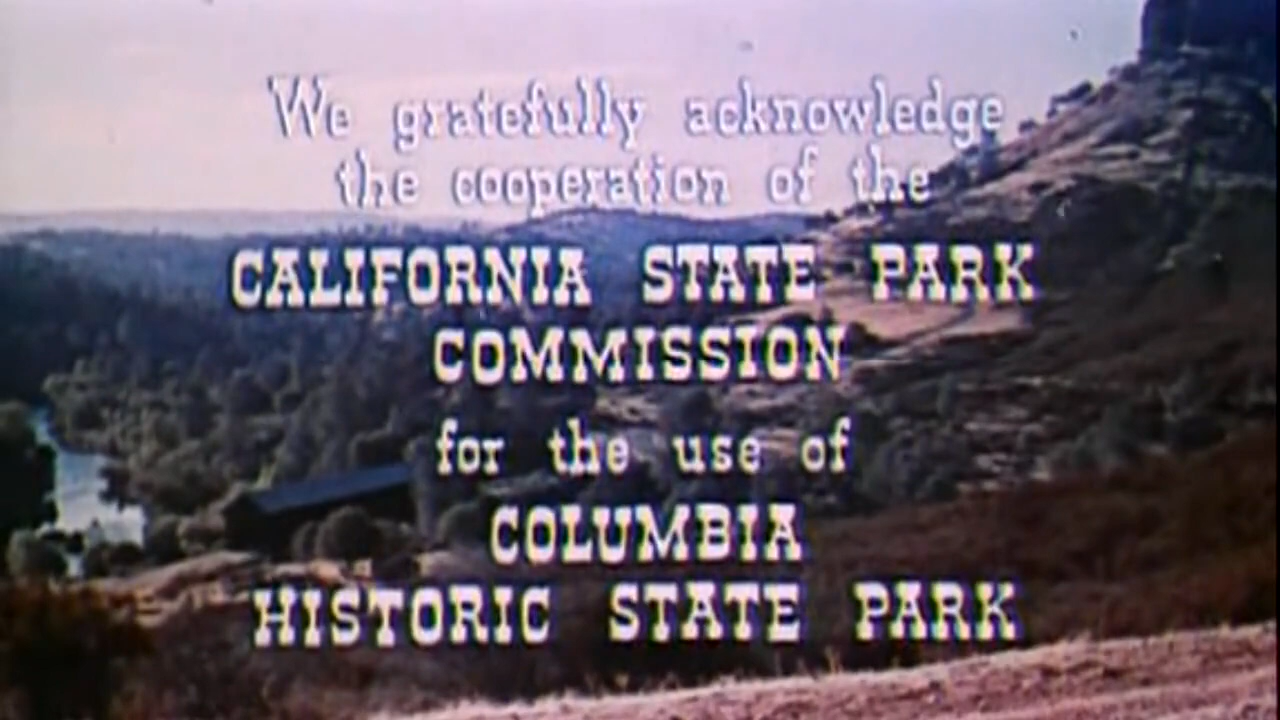 We gratefully acknowledge
the cooperation of the
CALIFORNIA STATE PARK
COMMISSION
for the use of
COLUMBIA
HISTORIC STATE PARK